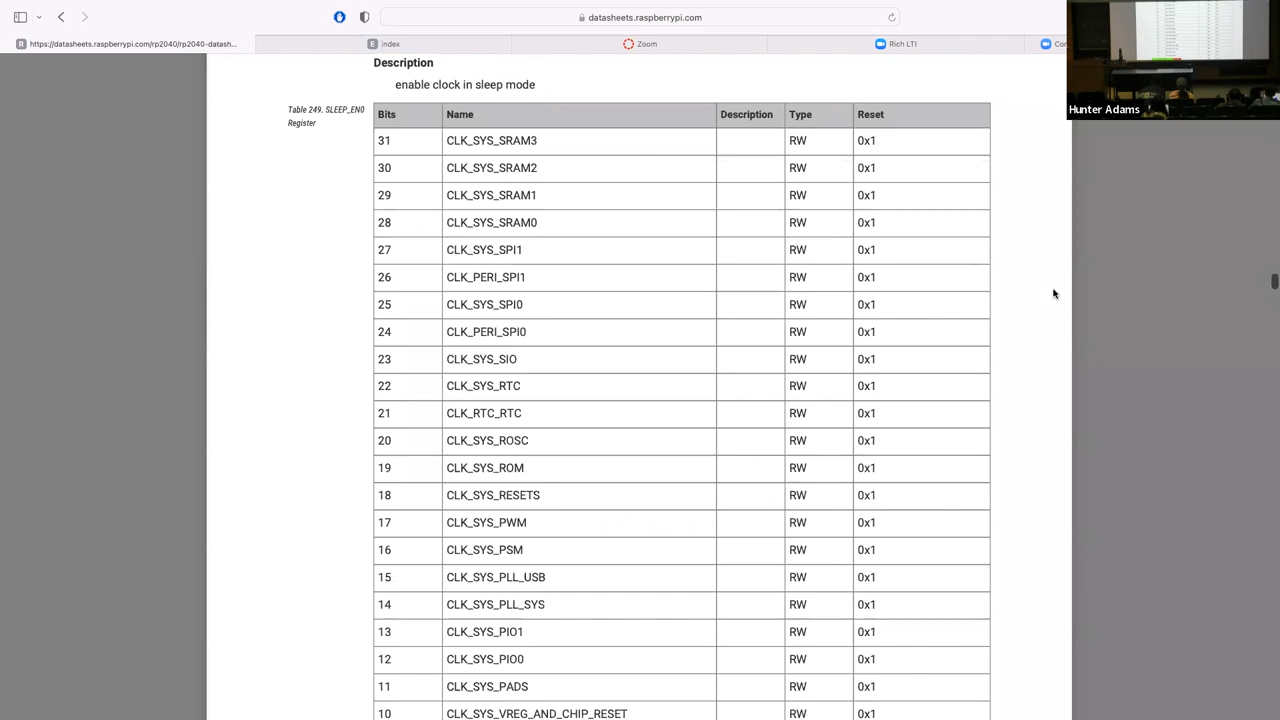 datasheets.raspberrypi.com
https://datasheets.raspberrypi.com/rp2040/rp2040-datash...
Index
Zoom
Rich LTI
Hunter Adams
Description
enable clock in sleep mode
Table 249. SLEEP_EN0
Register
Bits Name Description Type Reset
31 CLK_SYS_SRAM3 RW 0x1
30 CLK_SYS_SRAM2 RW 0x1
29 CLK_SYS_SRAM1 RW 0x1
28 CLK_SYS_SRAM0 RW 0x1
27 CLK_SYS_SPI1 RW 0x1
26 CLK_PERI_SPI1 RW 0x1
25 CLK_SYS_SPI0 RW 0x1
24 CLK_PERI_SPI0 RW 0x1
23 CLK_SYS_SIO RW 0x1
22 CLK_SYS_RTC RW 0x1
21 CLK_RTC_RTC RW 0x1
20 CLK_SYS_ROSC RW 0x1
19 CLK_SYS_ROM RW 0x1
18 CLK_SYS_RESETS RW 0x1
17 CLK_SYS_PWM RW 0x1
16 CLK_SYS_PSM RW 0x1
15 CLK_SYS_PLL_USB RW 0x1
14 CLK_SYS_PLL_SYS RW 0x1
13 CLK_SYS_PIO1 RW 0x1
12 CLK_SYS_PIO0 RW 0x1
11 CLK_SYS_PADS RW 0x1
10 CLK_SYS_VREG_AND_CHIP_RESET RW 0x1